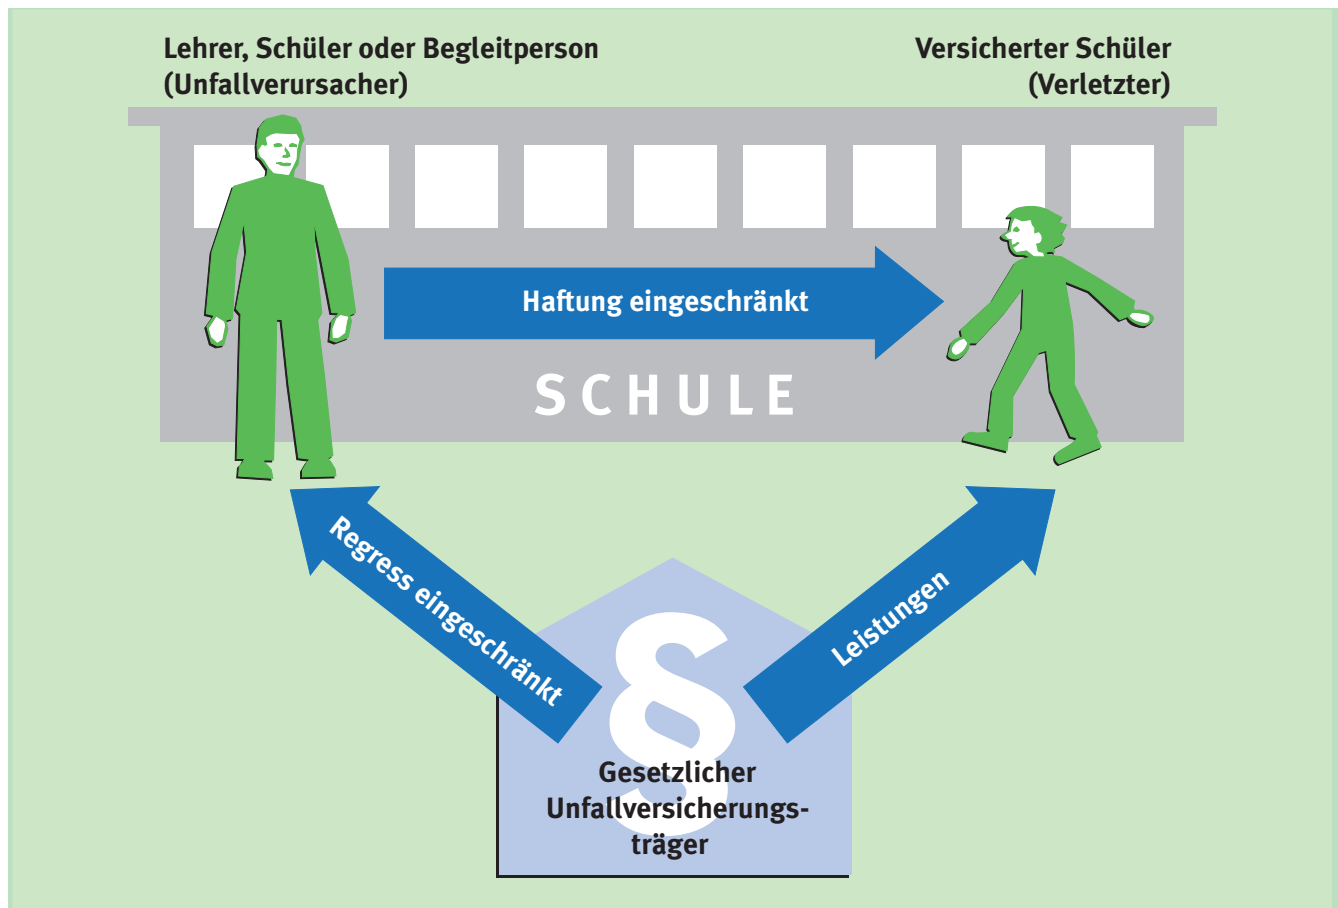 Lehrer, Schüler oder Begleitperson
(Unfallverursacher)
Versicherter Schüler
(Verletzter)
Haftung eingeschränkt
SCHULE
Regress eingeschränkt
Leistungen
§
Gesetzlicher
Unfallversicherungs-
träger